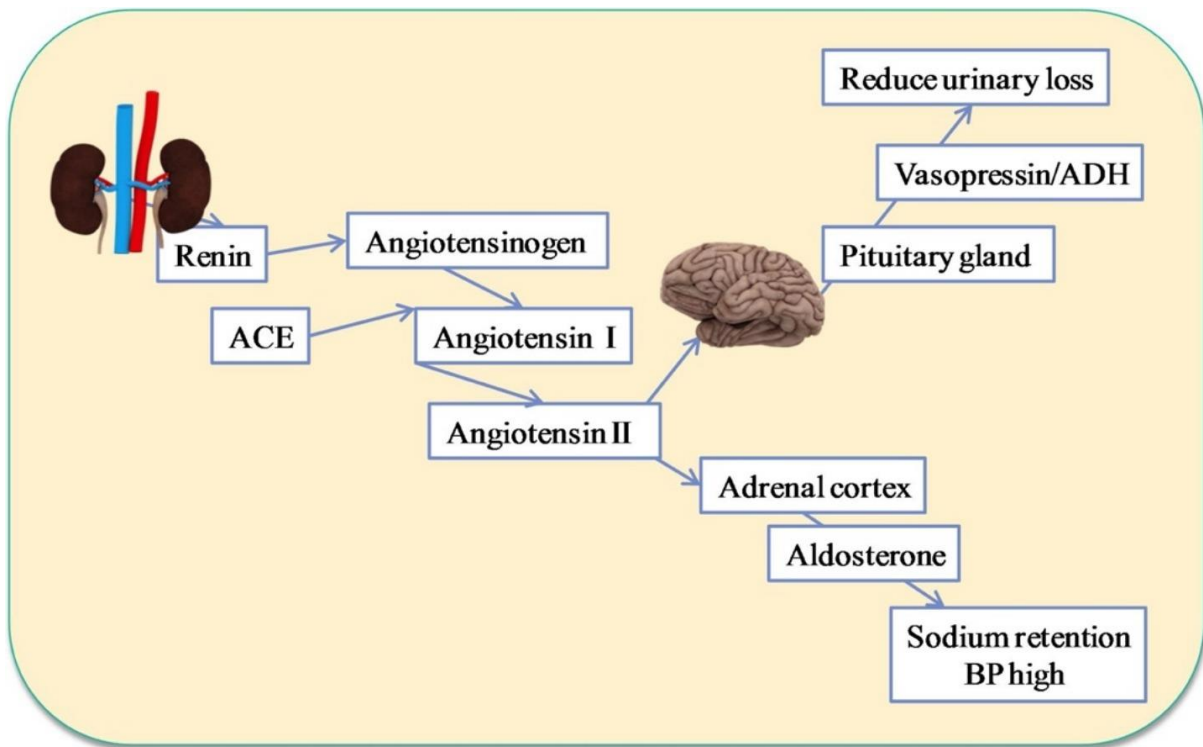 Reduce urinary loss
Vasopressin/ADH
Pituitary gland
Renin
Angiotensinogen
ACE
Angiotensin I
Angiotensin II
Adrenal cortex
Aldosterone
Sodium retention
BP high